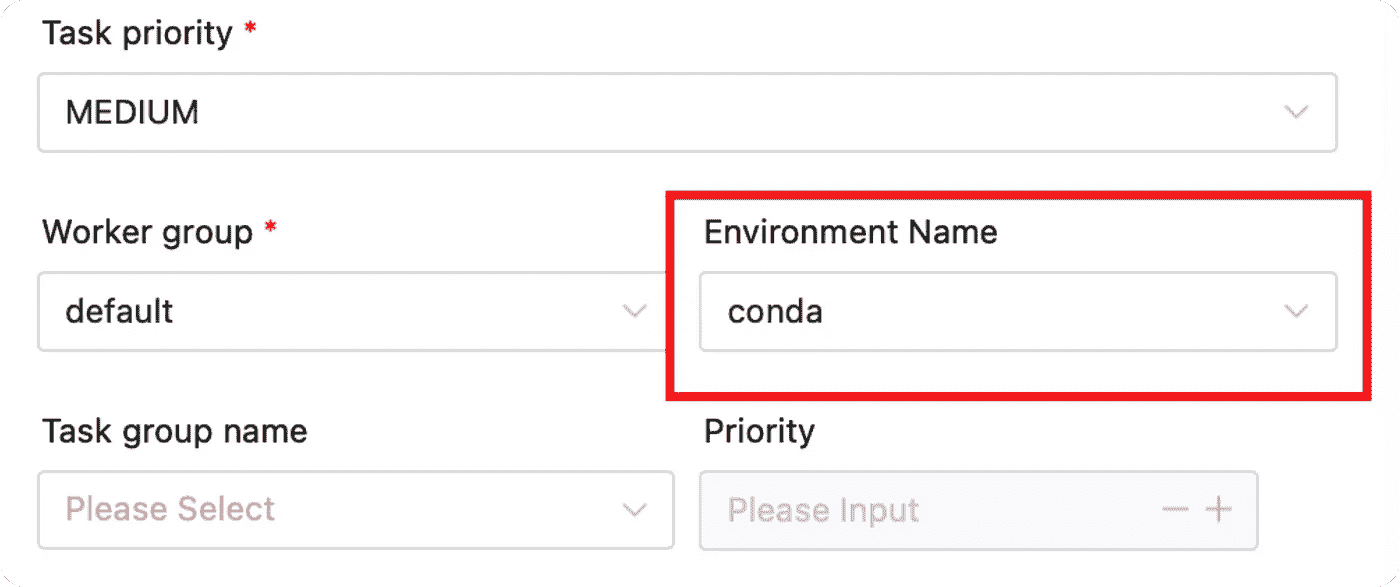 Task priority *
MEDIUM
Worker group * Environment Name
default conda
Task group name Priority
Please Select Please Input